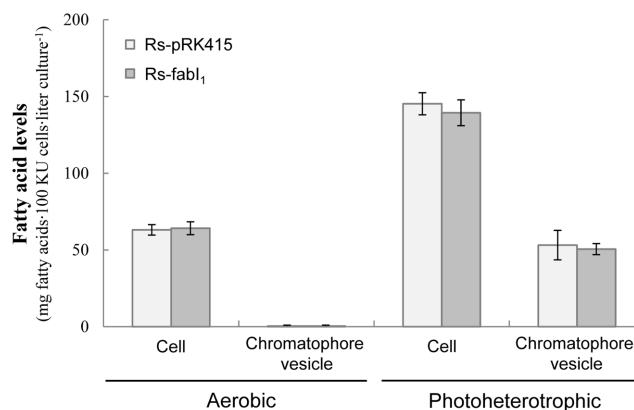 Fatty acid levels
(mg fatty acids·100 KU cells·liter culture⁻¹)
200
150
100
50
0
Rs-pRK415
Rs-fabI₁
Cell
Chromatophore
vesicle
Cell
Chromatophore
vesicle
Aerobic
Photoheterotrophic